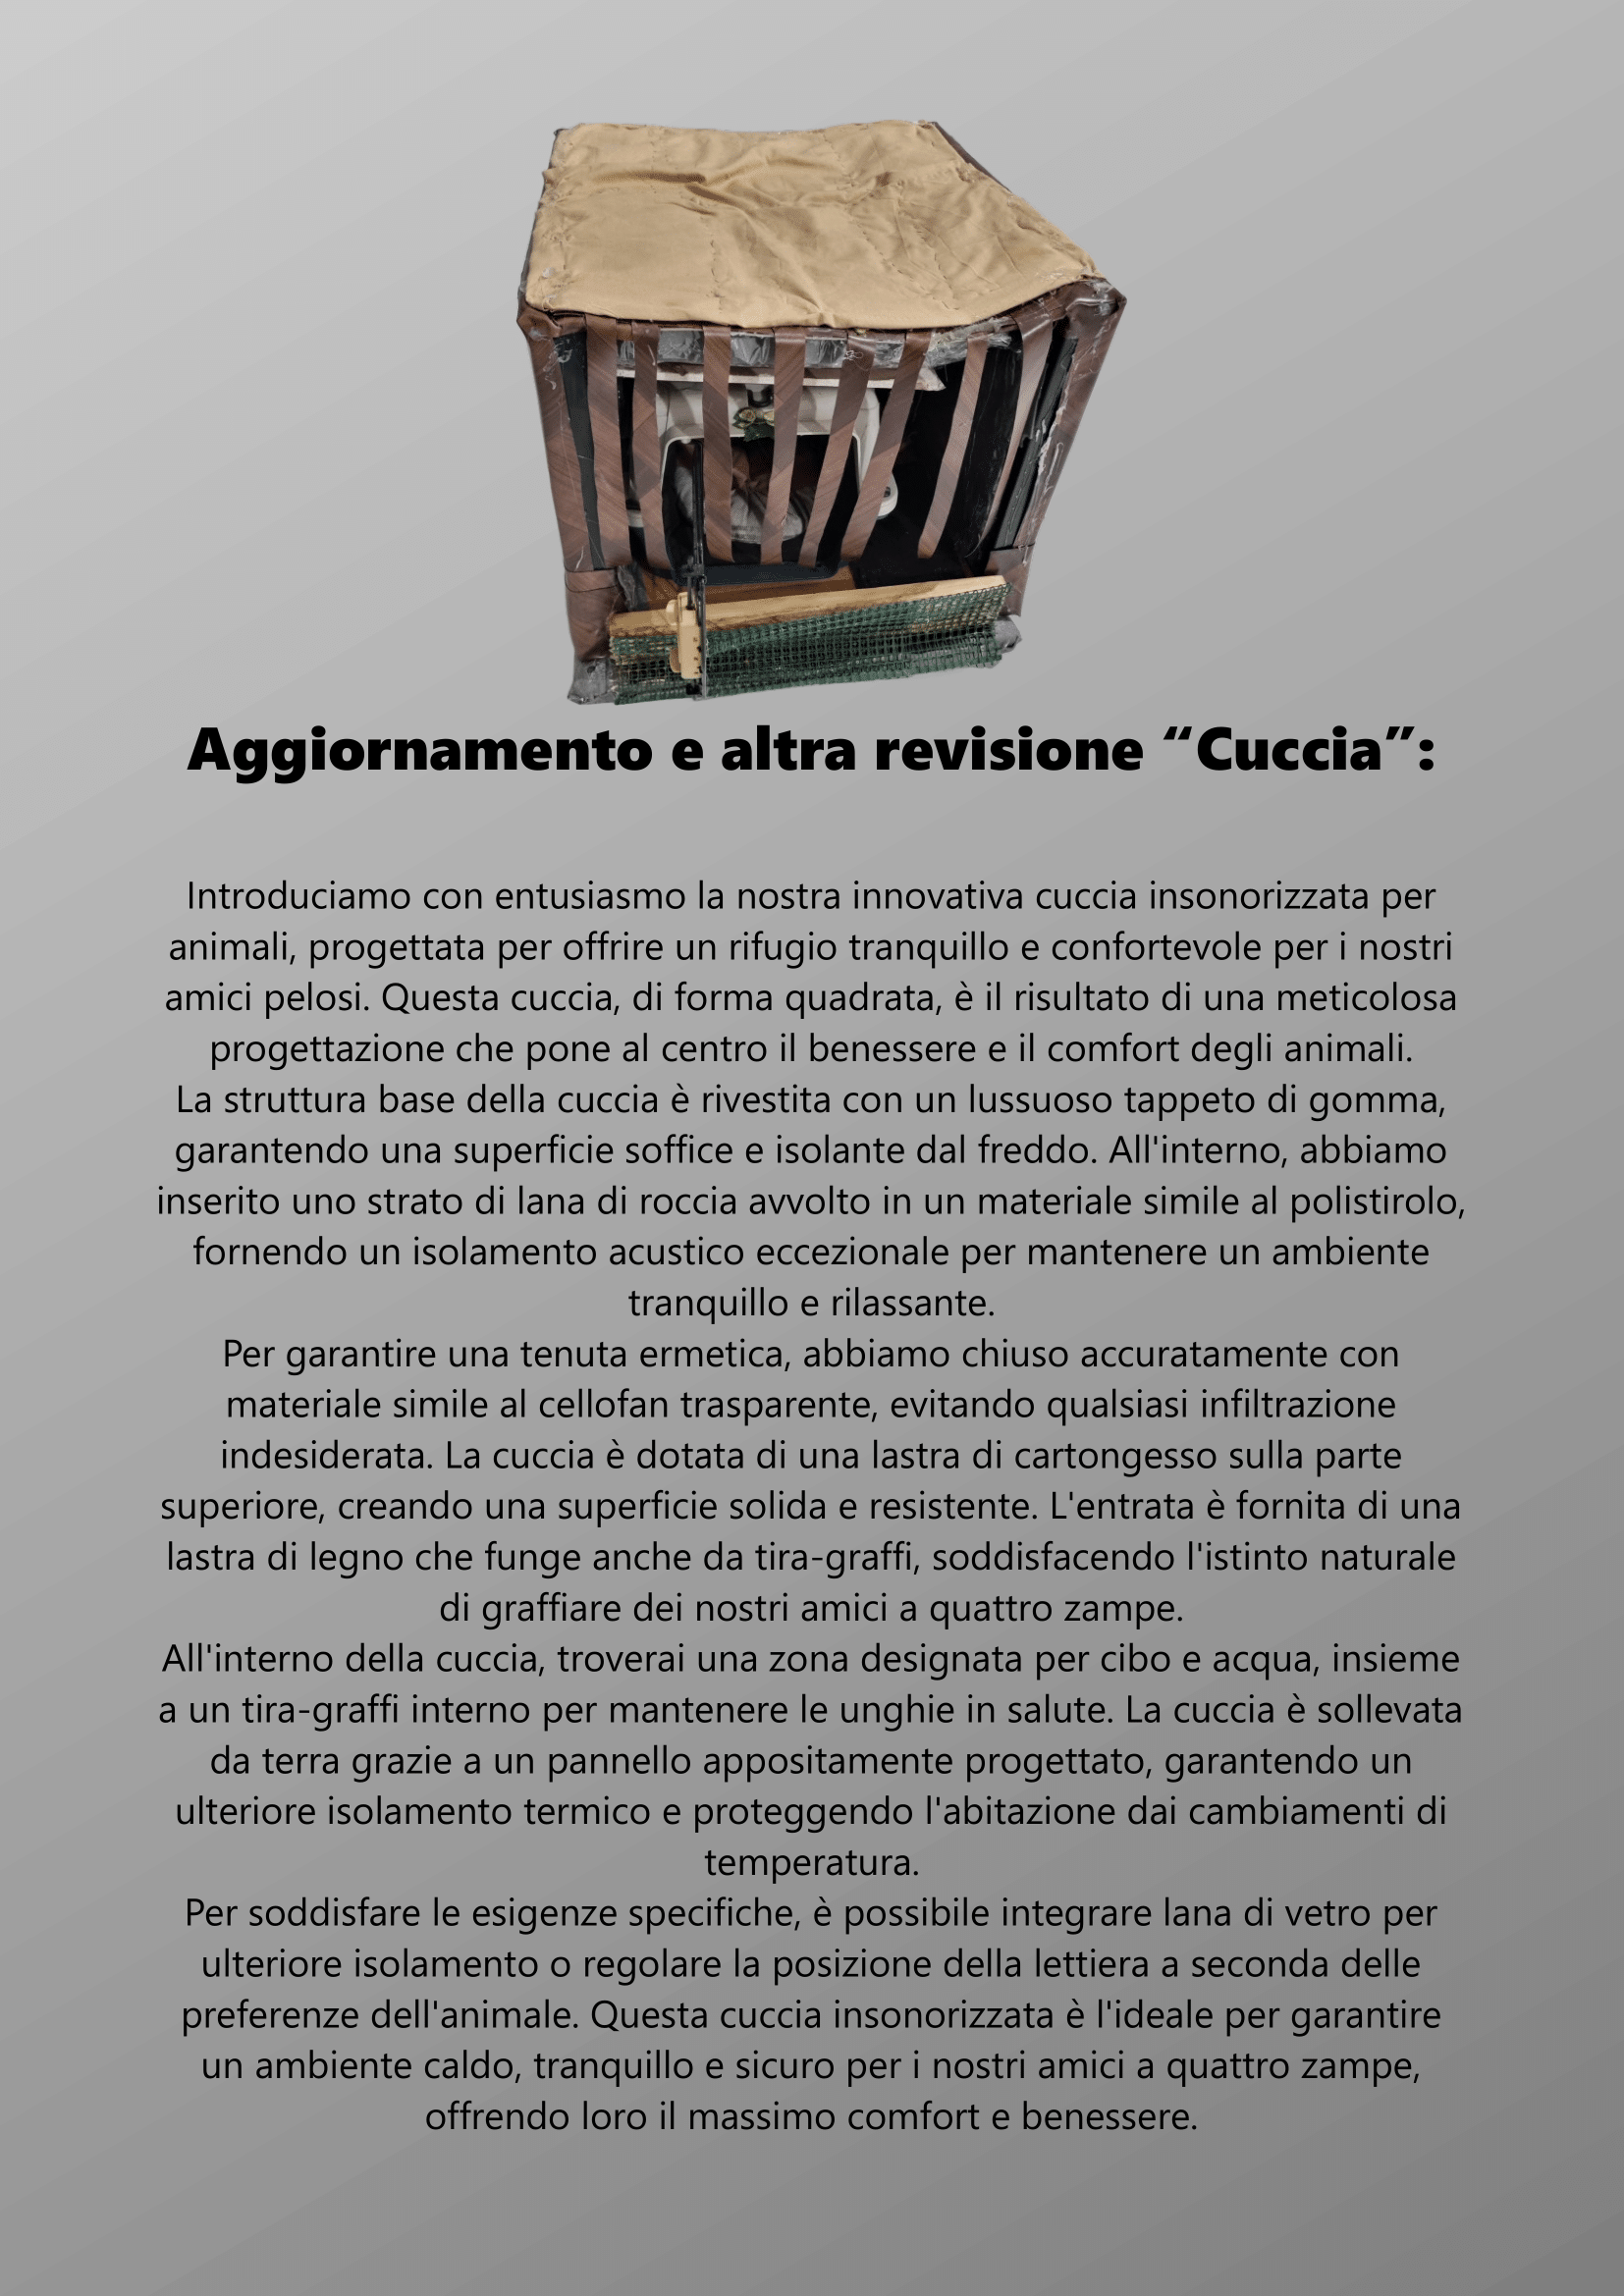 Aggiornamento e altra revisione “Cuccia”:
Introduciamo con entusiasmo la nostra innovativa cuccia insonorizzata per
animali, progettata per offrire un rifugio tranquillo e confortevole per i nostri
amici pelosi. Questa cuccia, di forma quadrata, è il risultato di una meticolosa
progettazione che pone al centro il benessere e il comfort degli animali.
La struttura base della cuccia è rivestita con un lussuoso tappeto di gomma,
garantendo una superficie soffice e isolante dal freddo. All'interno, abbiamo
inserito uno strato di lana di roccia avvolto in un materiale simile al polistirolo,
fornendo un isolamento acustico eccezionale per mantenere un ambiente
tranquillo e rilassante.
Per garantire una tenuta ermetica, abbiamo chiuso accuratamente con
materiale simile al cellofan trasparente, evitando qualsiasi infiltrazione
indesiderata. La cuccia è dotata di una lastra di cartongesso sulla parte
superiore, creando una superficie solida e resistente. L'entrata è fornita di una
lastra di legno che funge anche da tira-graffi, soddisfacendo l'istinto naturale
di graffiare dei nostri amici a quattro zampe.
All'interno della cuccia, troverai una zona designata per cibo e acqua, insieme
a un tira-graffi interno per mantenere le unghie in salute. La cuccia è sollevata
da terra grazie a un pannello appositamente progettato, garantendo un
ulteriore isolamento termico e proteggendo l'abitazione dai cambiamenti di
temperatura.
Per soddisfare le esigenze specifiche, è possibile integrare lana di vetro per
ulteriore isolamento o regolare la posizione della lettiera a seconda delle
preferenze dell'animale. Questa cuccia insonorizzata è l'ideale per garantire
un ambiente caldo, tranquillo e sicuro per i nostri amici a quattro zampe,
offrendo loro il massimo comfort e benessere.